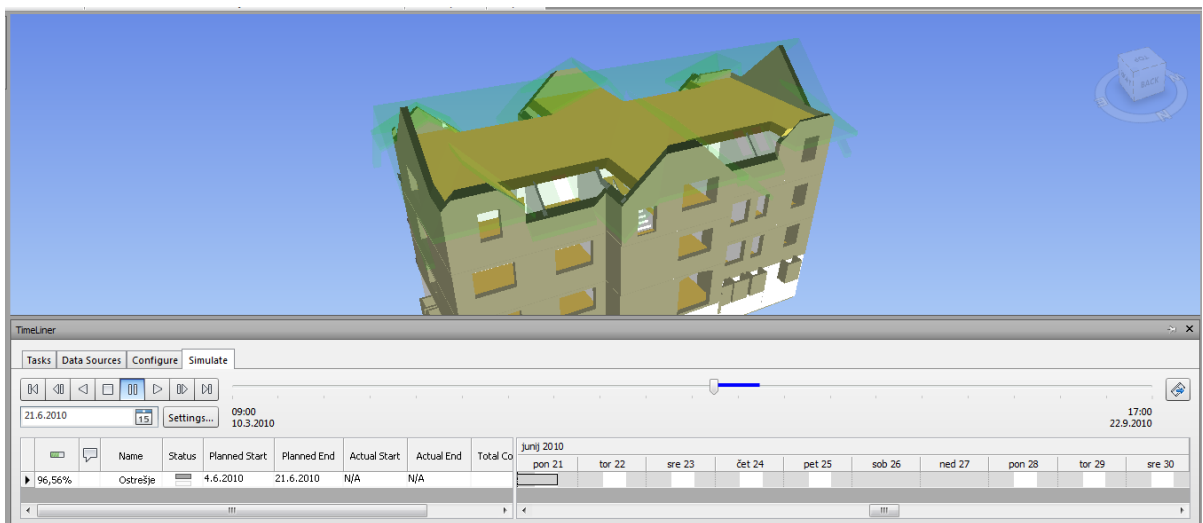 BACK
TimeLiner
Tasks Data Sources Configure Simulate
21.6.2010 15 Settings... 09:00 10.3.2010 17:00 22.9.2010
Name Status Planned Start Planned End Actual Start Actual End Total Co
junij 2010
pon 21 tor 22 sre 23 čet 24 pet 25 sob 26 ned 27 pon 28 tor 29 sre 30
96,56% Ostrešje 4.6.2010 21.6.2010 N/A N/A